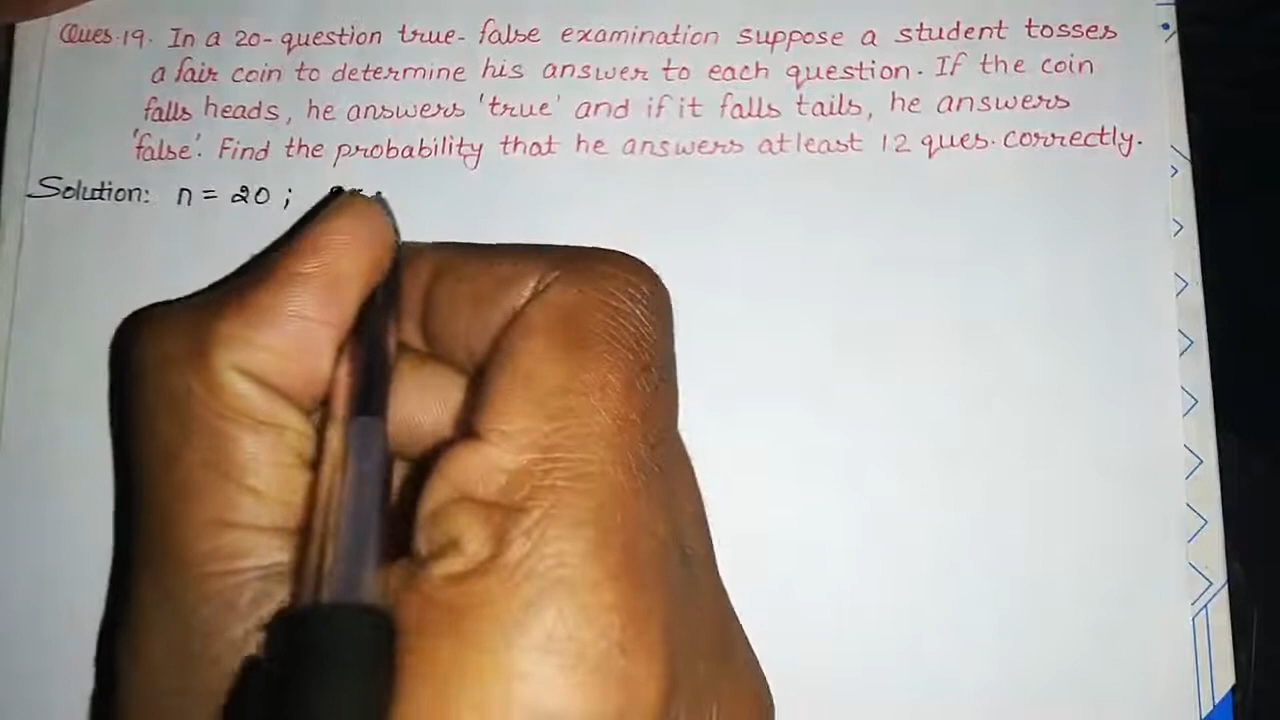 Ques.19. In a 20-question true-false examination suppose a student tosses
a fair coin to determine his answer to each question. If the coin
falls heads, he answers 'true' and if it falls tails, he answers
'false'. Find the probability that he answers atleast 12 ques. correctly.
Solution: n = 20 ;